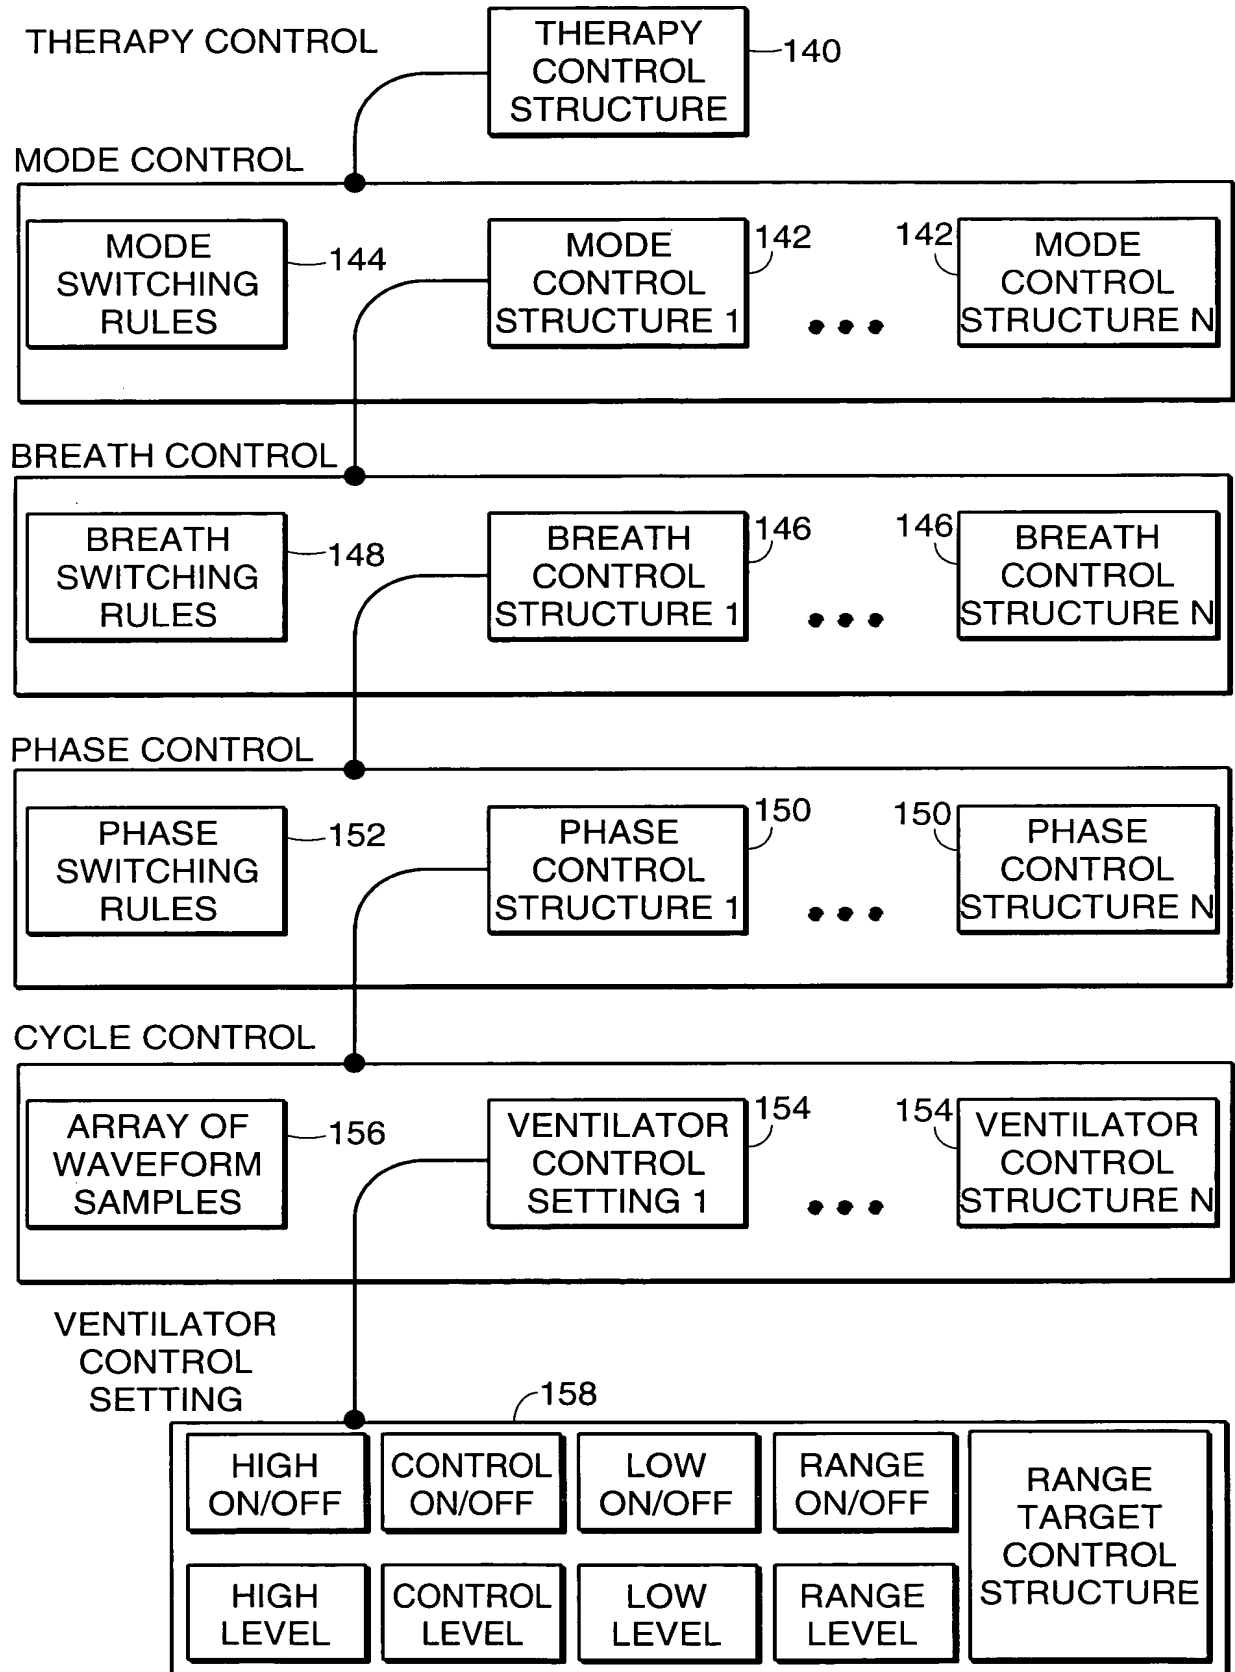 THERAPY CONTROL
THERAPY
CONTROL
STRUCTURE
140
MODE CONTROL
MODE
SWITCHING
RULES
144
MODE
CONTROL
STRUCTURE 1
142
142
MODE
CONTROL
STRUCTURE N
BREATH CONTROL
BREATH
SWITCHING
RULES
148
BREATH
CONTROL
STRUCTURE 1
146
146
BREATH
CONTROL
STRUCTURE N
PHASE CONTROL
PHASE
SWITCHING
RULES
152
PHASE
CONTROL
STRUCTURE 1
150
150
PHASE
CONTROL
STRUCTURE N
CYCLE CONTROL
ARRAY OF
WAVEFORM
SAMPLES
156
VENTILATOR
CONTROL
SETTING 1
154
154
VENTILATOR
CONTROL
STRUCTURE N
VENTILATOR
CONTROL
SETTING
158
HIGH
ON/OFF
CONTROL
ON/OFF
LOW
ON/OFF
RANGE
ON/OFF
RANGE
TARGET
CONTROL
STRUCTURE
HIGH
LEVEL
CONTROL
LEVEL
LOW
LEVEL
RANGE
LEVEL